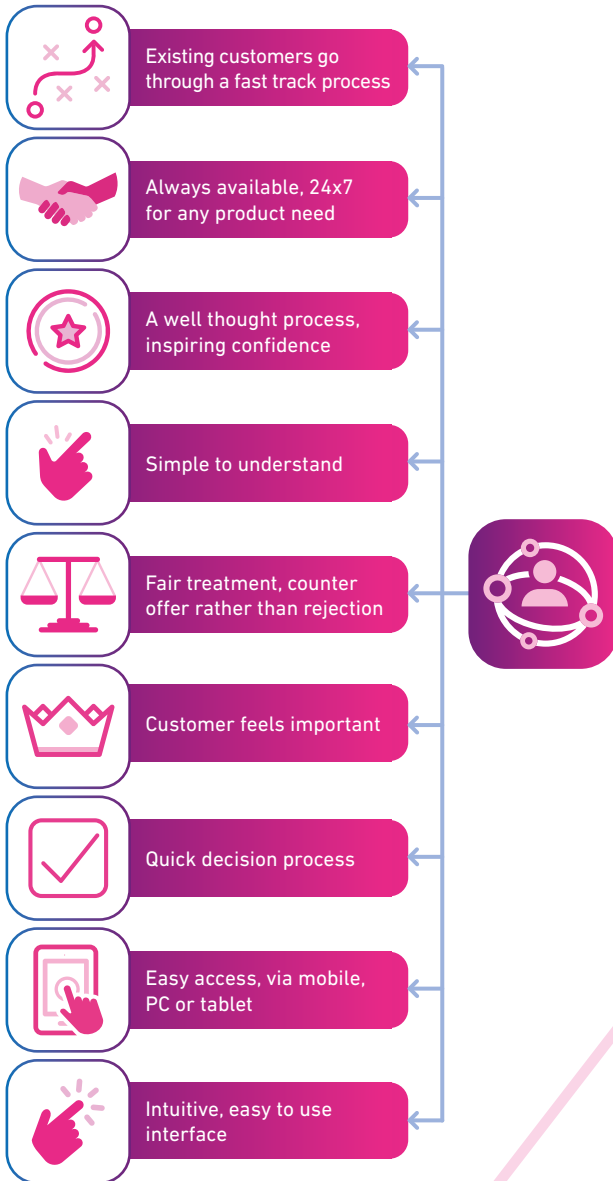 Existing customers go
through a fast track process
Always available, 24x7
for any product need
A well thought process,
inspiring confidence
Simple to understand
Fair treatment, counter
offer rather than rejection
Customer feels important
Quick decision process
Easy access, via mobile,
PC or tablet
Intuitive, easy to use
interface